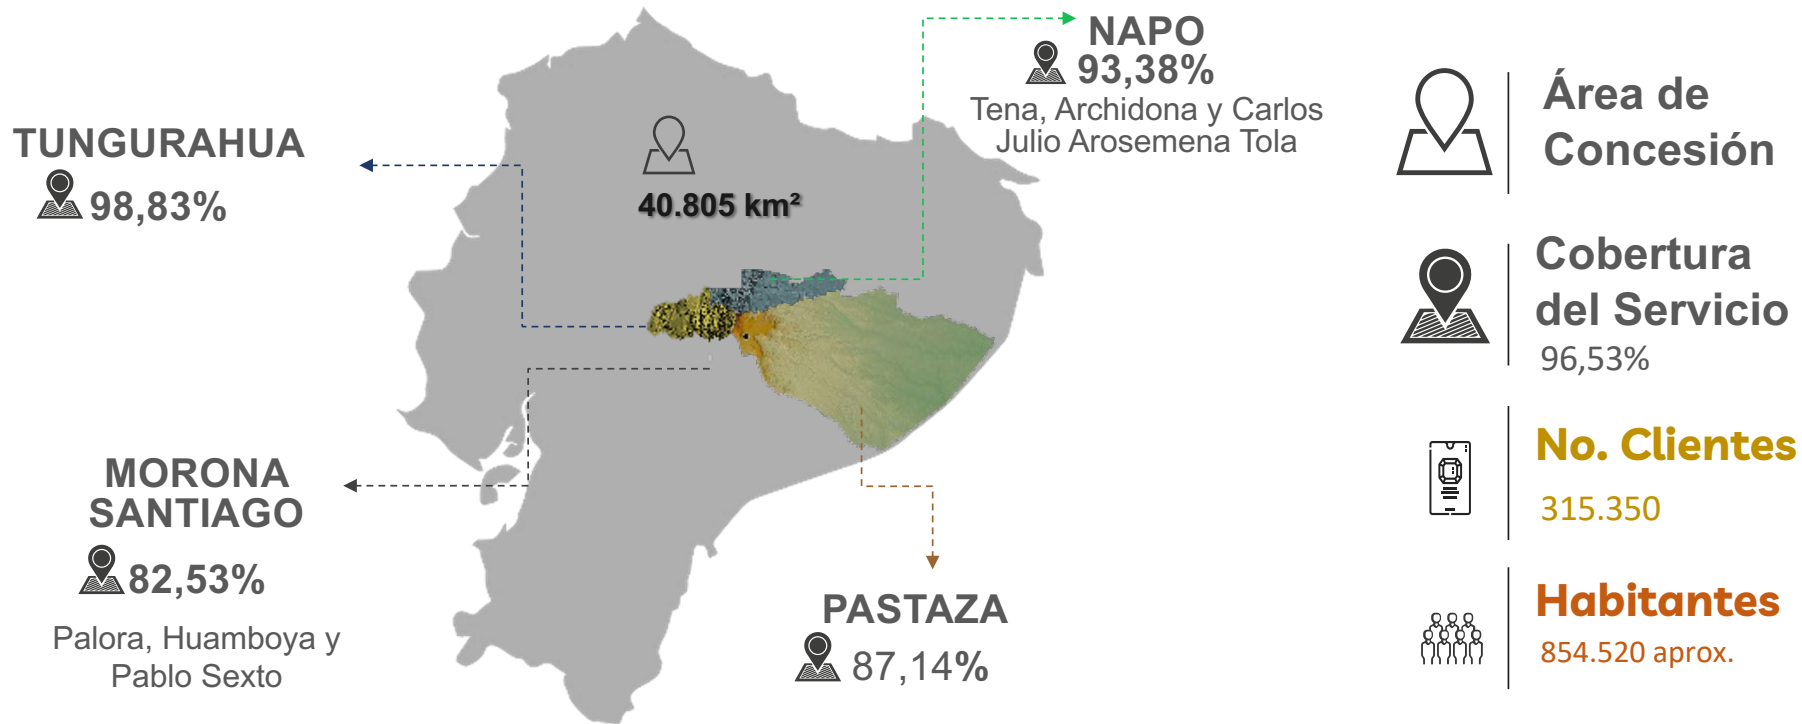 NAPO
93,38%
Tena, Archidona y Carlos
Julio Arosemena Tola
TUNGURAHUA
98,83%
40.805 km²
MORONA
SANTIAGO
82,53%
Palora, Huamboya y
Pablo Sexto
PASTAZA
87,14%
Área de
Concesión
Cobertura
del Servicio
96,53%
No. Clientes
315.350
Habitantes
854.520 aprox.